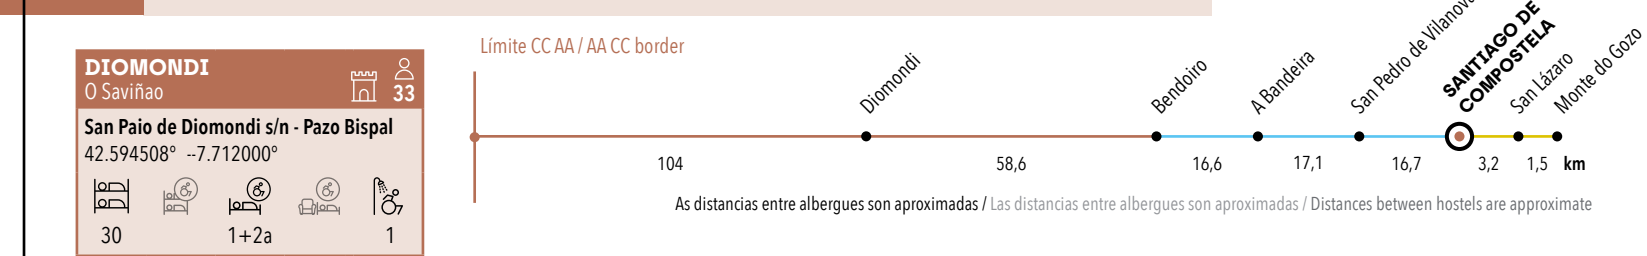 DIOMONDI
O Saviñao
33
San Paio de Diomondi s/n - Pazo Bispal
42.594508º --7.712000º
30
1+2a
1
Límite CC AA / AA CC border
Diomondi
Bendoiro
A Bandeira
San Pedro de Vilanova
SANTIAGO DE
COMPOSTELA
San Lázaro
Monte do Gozo
104
58,6
16,6
17,1
16,7
3,2
1,5
km
As distancias entre albergues son aproximadas / Las distancias entre albergues son aproximadas / Distances between hostels are approximate